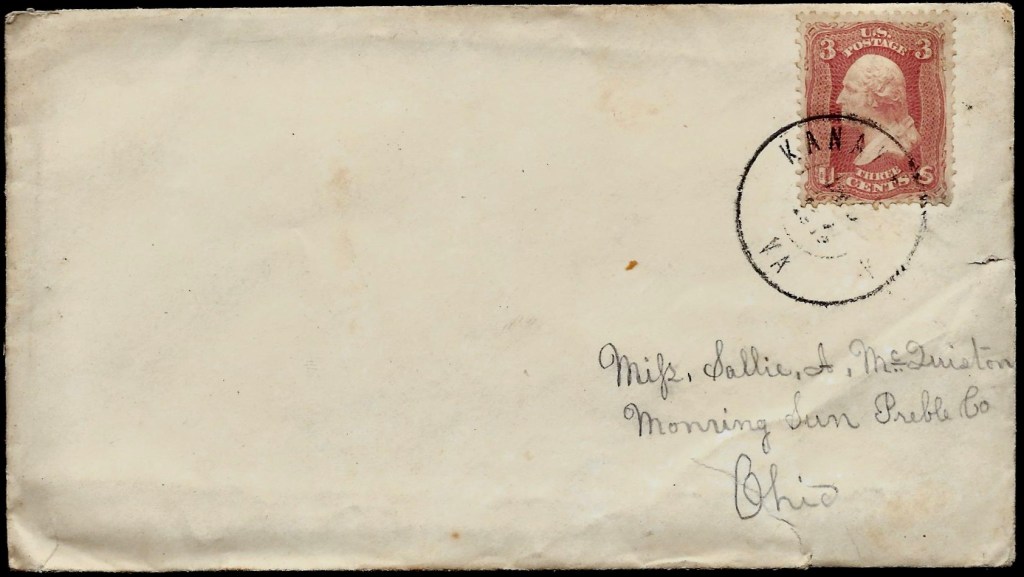 U.S.
POSTAGE
3 3
THREE
U CENTS S
KANA
VA
Miſs, Sallie, A, McQuiston
Monring Sun Preble Co
Ohio